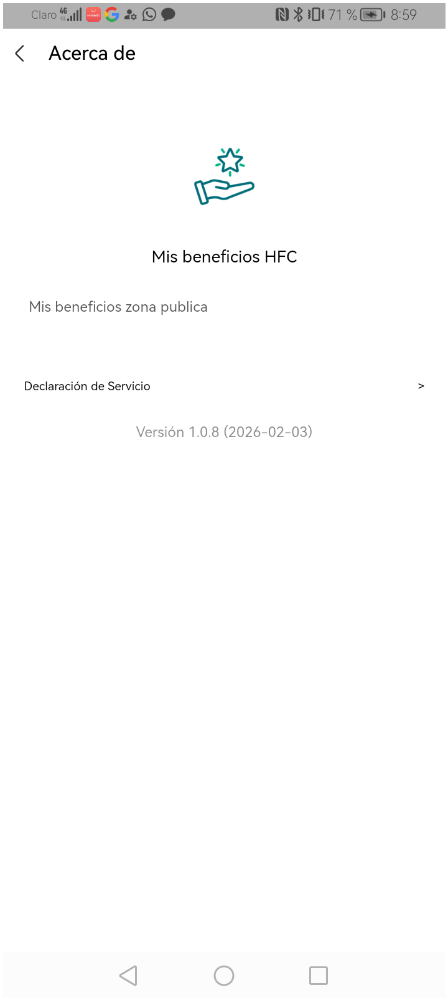 Claro 4G 71 % 8:59
Acerca de
Mis beneficios HFC
Mis beneficios zona publica
Declaración de Servicio >
Versión 1.0.8 (2026-02-03)